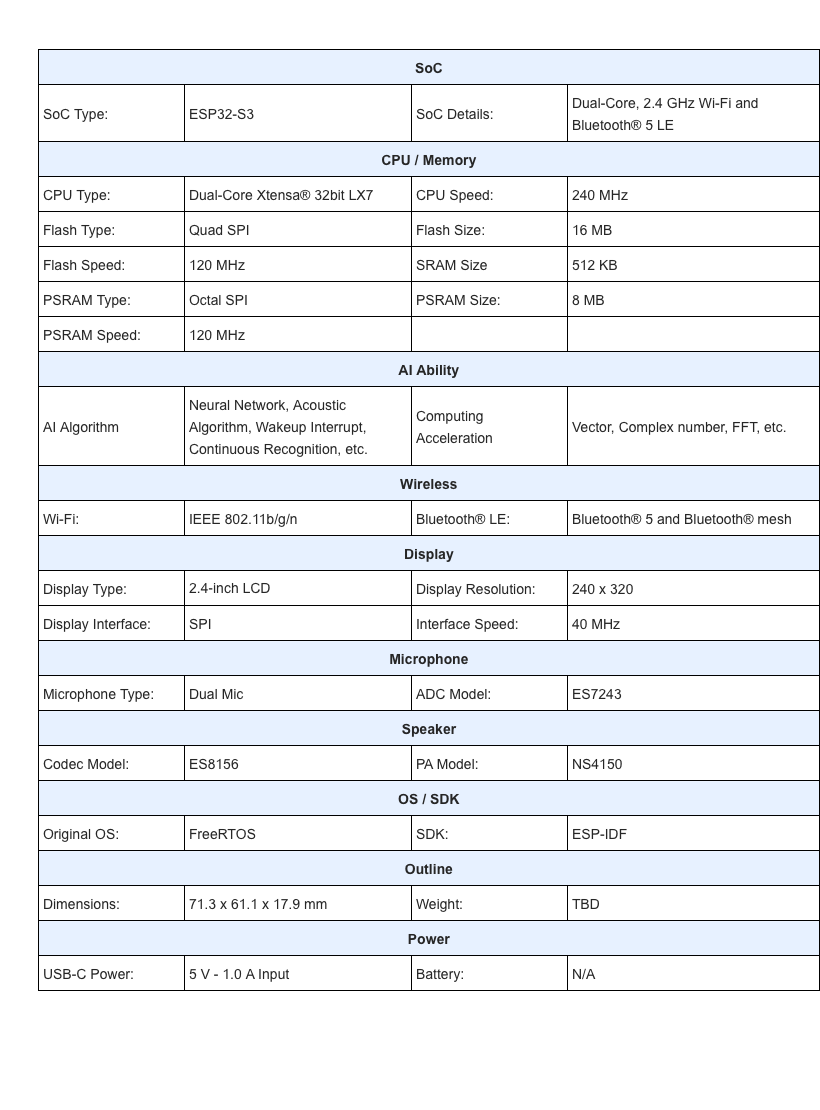 SoC
SoC Type: ESP32-S3 SoC Details: Dual-Core, 2.4 GHz Wi-Fi and
Bluetooth® 5 LE
CPU / Memory
CPU Type: Dual-Core Xtensa® 32bit LX7 CPU Speed: 240 MHz
Flash Type: Quad SPI Flash Size: 16 MB
Flash Speed: 120 MHz SRAM Size 512 KB
PSRAM Type: Octal SPI PSRAM Size: 8 MB
PSRAM Speed: 120 MHz
AI Ability
AI Algorithm
Neural Network, Acoustic
Algorithm, Wakeup Interrupt,
Continuous Recognition, etc.
Computing
Acceleration
Vector, Complex number, FFT, etc.
Wireless
Wi-Fi: IEEE 802.11b/g/n Bluetooth® LE: Bluetooth® 5 and Bluetooth® mesh
Display
Display Type: 2.4-inch LCD Display Resolution: 240 x 320
Display Interface: SPI Interface Speed: 40 MHz
Microphone
Microphone Type: Dual Mic ADC Model: ES7243
Speaker
Codec Model: ES8156 PA Model: NS4150
OS / SDK
Original OS: FreeRTOS SDK: ESP-IDF
Outline
Dimensions: 71.3 x 61.1 x 17.9 mm Weight: TBD
Power
USB-C Power: 5 V - 1.0 A Input Battery: N/A